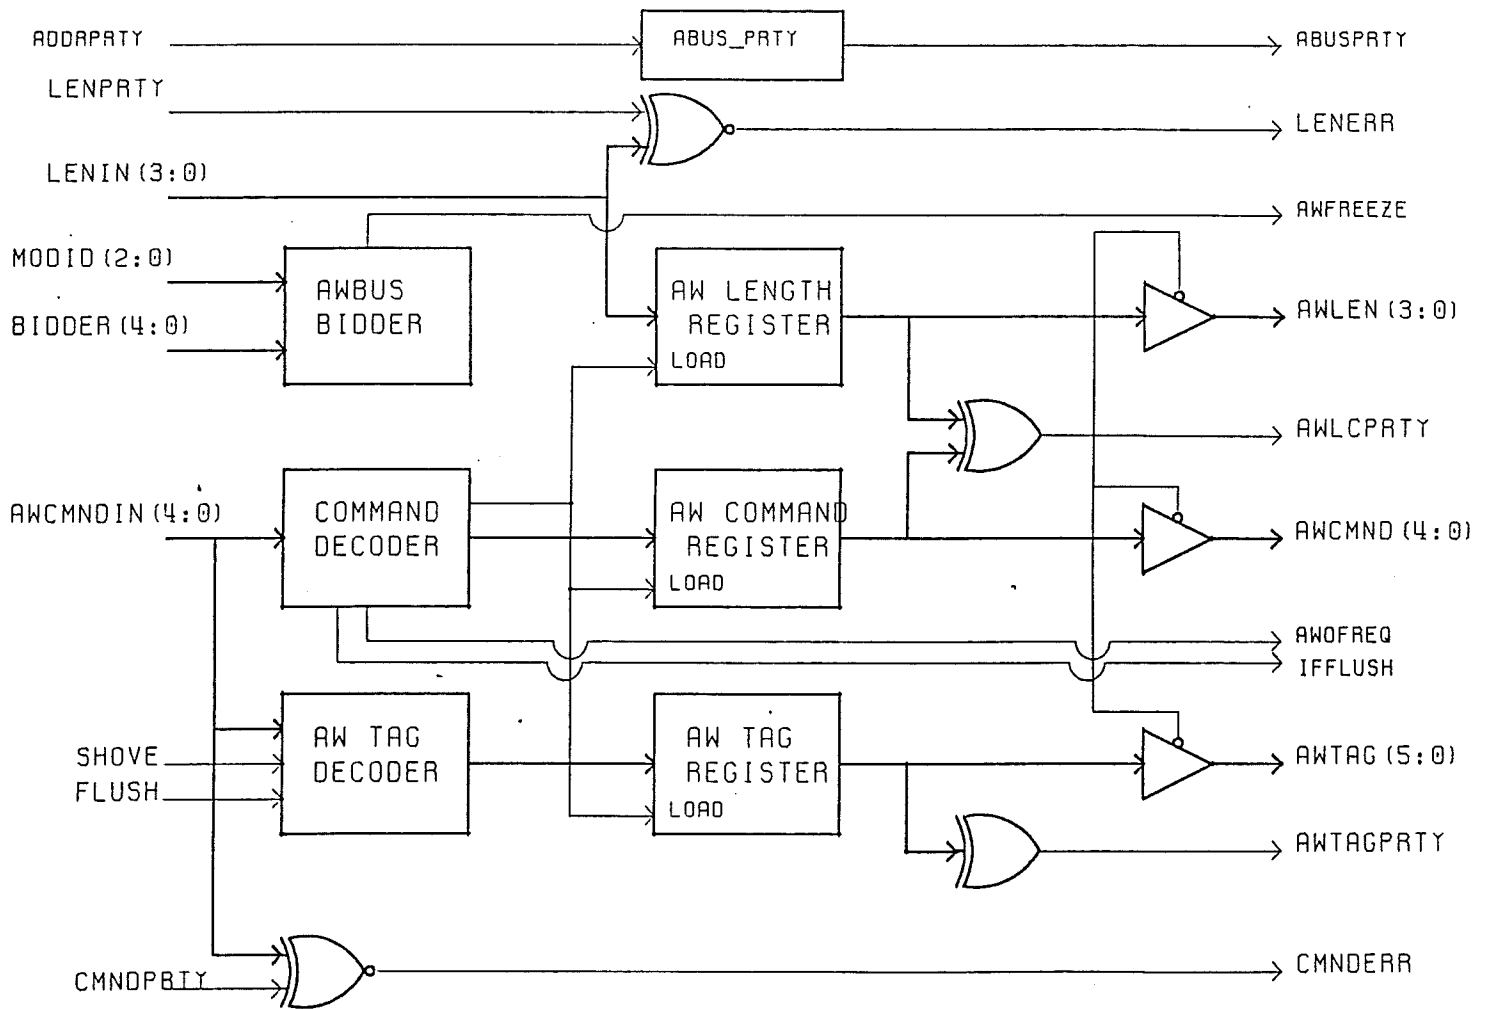 ADDRPRTY
ABUS_PRTY
ABUSPRTY
LENPRTY
LENERR
LENIN(3:0)
AWFREEZE
MODID(2:0)
BIDDER(4:0)
AWBUS
BIDDER
AW LENGTH
REGISTER
LOAD
AWLEN(3:0)
AWLCPRTY
AWCMNDIN(4:0)
COMMAND
DECODER
AW COMMAND
REGISTER
LOAD
AWCMND(4:0)
AWOFREQ
IFFLUSH
SHOVE
FLUSH
AW TAG
DECODER
AW TAG
REGISTER
LOAD
AWTAG(5:0)
AWTAGPRTY
CMNDPRTY
CMNDERR